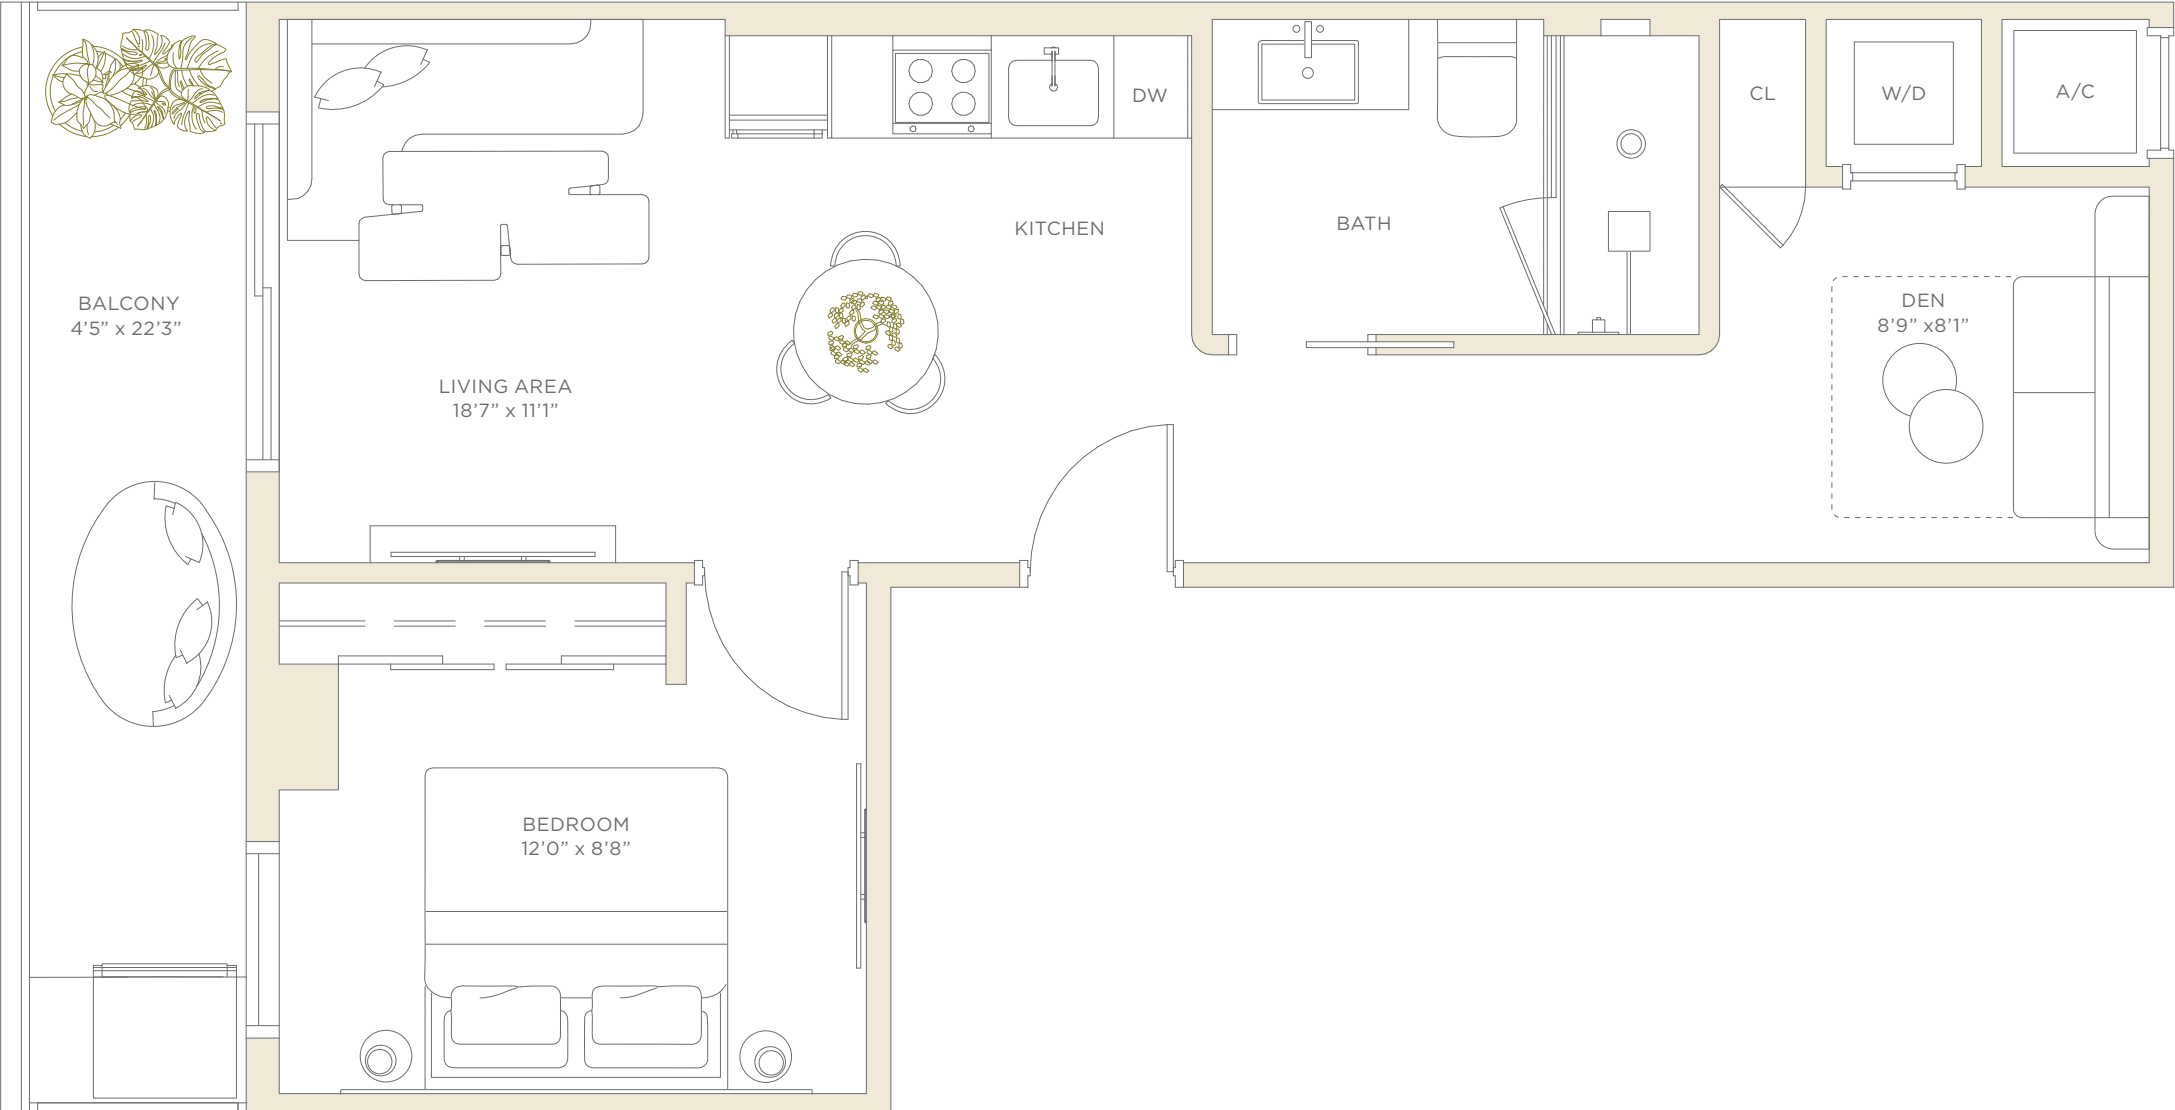 DW
CL
W/D
A/C
KITCHEN
BATH
BALCONY
4’5” x 22’3”
DEN
8’9” x8’1”
LIVING AREA
18’7” x 11’1”
BEDROOM
12’0” x 8’8”